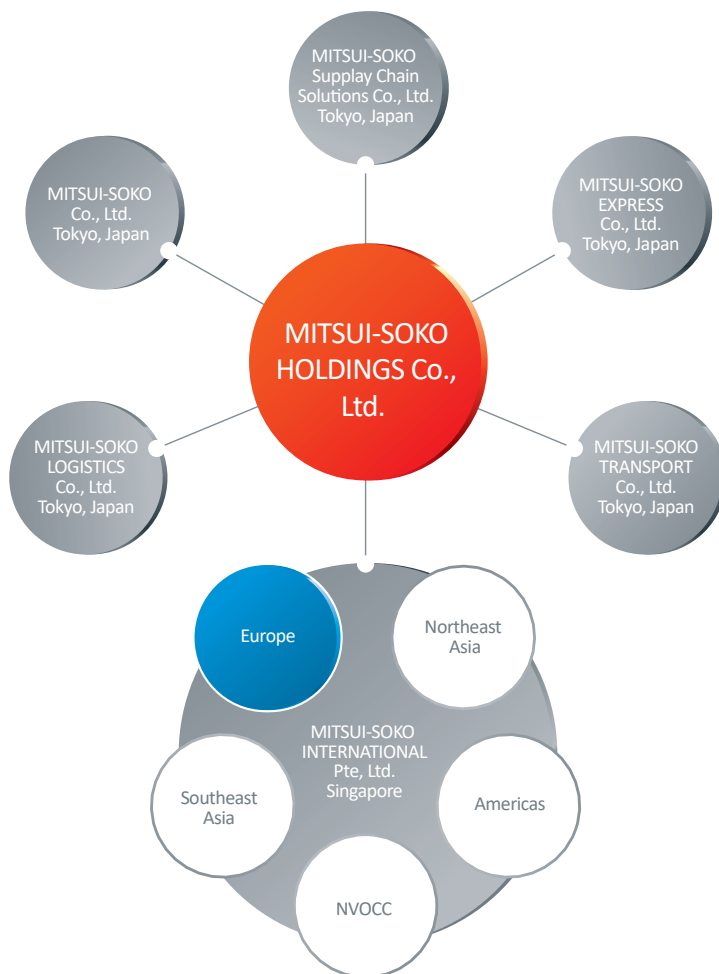 MITSUI-SOKO
Supplay Chain
Solutions Co., Ltd.
Tokyo, Japan
MITSUI-SOKO
Co., Ltd.
Tokyo, Japan
MITSUI-SOKO
EXPRESS
Co., Ltd.
Tokyo, Japan
MITSUI-SOKO
HOLDINGS Co.,
Ltd.
MITSUI-SOKO
LOGISTICS
Co., Ltd.
Tokyo, Japan
MITSUI-SOKO
TRANSPORT
Co., Ltd.
Tokyo, Japan
Europe
Northeast
Asia
MITSUI-SOKO
INTERNATIONAL
Pte, Ltd.
Singapore
Southeast
Asia
Americas
NVOCC